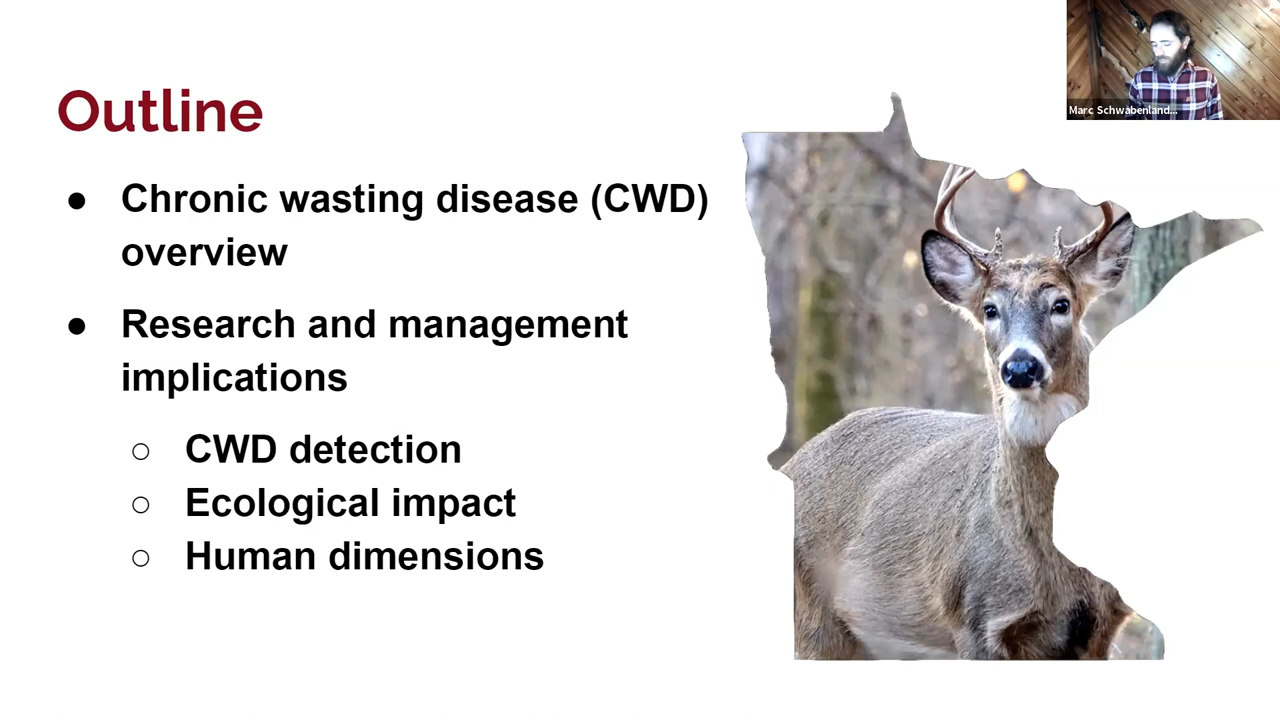 Outline
● Chronic wasting disease (CWD)
overview
● Research and management
implications
○ CWD detection
○ Ecological impact
○ Human dimensions
Marc Schwabenland...